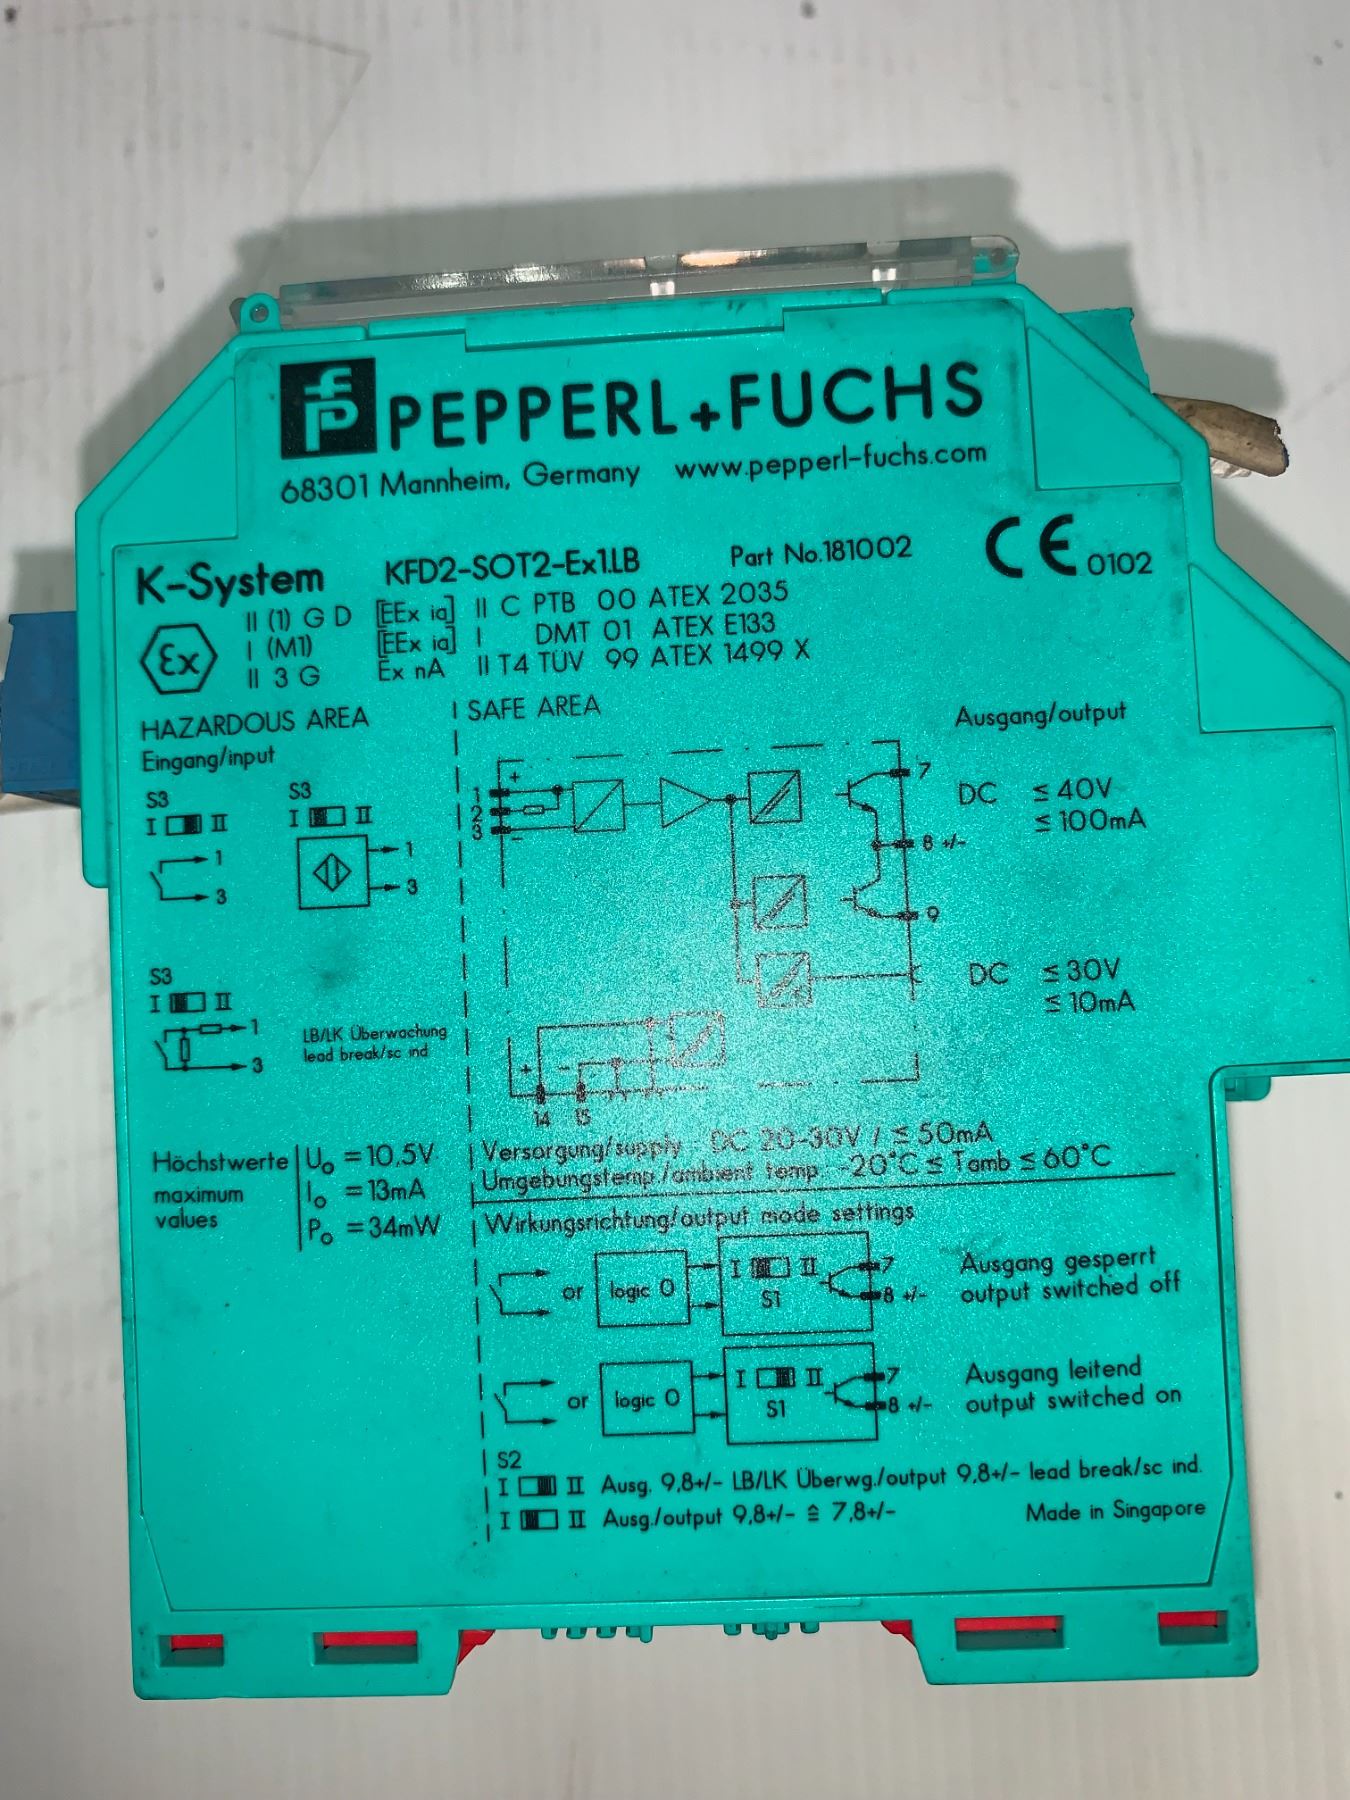 PEPPERL+FUCHS
68301 Mannheim, Germany www.pepperl-fuchs.com
K-System KFD2-SOT2-Ex1.LB Part No.181002 CE 0102
Ex
II (1) G D [EEx ia] II C PTB 00 ATEX 2035
I (M1) [EEx ia] I DMT 01 ATEX E133
II 3 G Ex nA II T4 TÜV 99 ATEX 1499 X
HAZARDOUS AREA
Eingang/input
S3 S3
I II I II
1 1
3 3
S3
I II
1
3
LB/LK Überwachung
lead break/sc ind
Höchstwerte
maximum
values
Uo = 10,5V
Io = 13mA
Po = 34mW
SAFE AREA
Ausgang/output
+
1
2
3
-
7
8 +/-
9
DC ≤ 40V
≤ 100mA
DC ≤ 30V
≤ 10mA
+ -
14 15
Versorgung/supply DC 20-30V / ≤ 50mA
Umgebungstemp./ambient temp. -20°C ≤ Tamb ≤ 60°C
Wirkungsrichtung/output mode settings
or logic 0 I II S1 7
8 +/-
Ausgang gesperrt
output switched off
or logic 0 I II S1 7
8 +/-
Ausgang leitend
output switched on
S2
I II Ausg. 9,8+/- LB/LK Überwg./output 9,8+/- lead break/sc ind.
I II Ausg./output 9,8+/- ≙ 7,8+/-
Made in Singapore